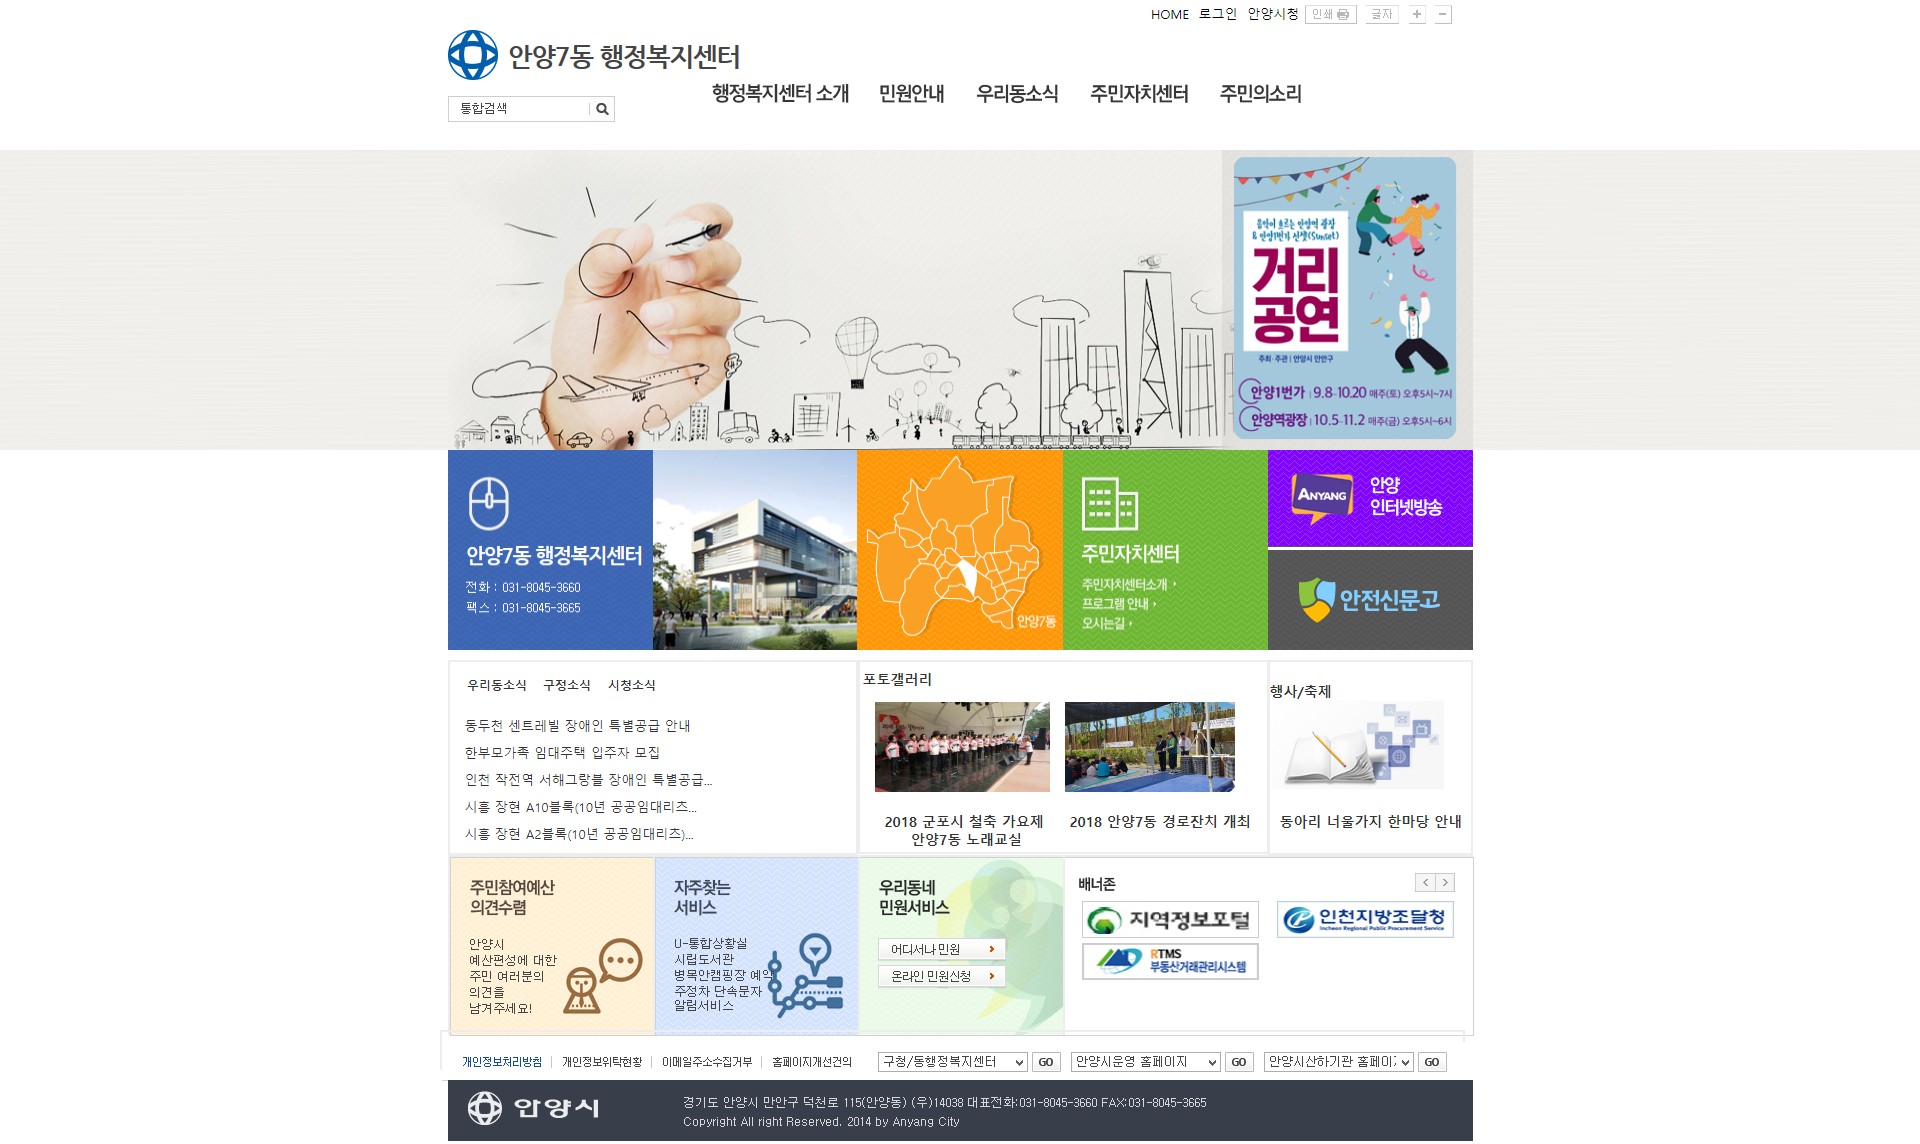 HOME 로그인 안양시청 인쇄 글자
안양7동 행정복지센터
통합검색
행정복지센터 소개 민원안내 우리동소식 주민자치센터 주민의소리
음악이 흐르는 안양역 광장
& 안양1번가 선셋(Sunset)
거리
공연
주최·주관 | 안양시 만안구
안양1번가 | 9.8-10.20 매주(토) 오후5시~7시
안양역광장 | 10.5-11.2 매주(금) 오후5시~6시
안양7동 행정복지센터
전화 : 031-8045-3660
팩스 : 031-8045-3665
안양7동
주민자치센터
주민자치센터소개
프로그램 안내
오시는길
ANYANG
안양
인터넷방송
안전신문고
우리동소식 구정소식 시청소식
동두천 센트레빌 장애인 특별공급 안내
한부모가족 임대주택 입주자 모집
인천 작전역 서해그랑블 장애인 특별공급...
시흥 장현 A10블록(10년 공공임대리츠...
시흥 장현 A2블록(10년 공공임대리츠)...
포토갤러리
2018 군포시 철축 가요제
안양7동 노래교실
2018 안양7동 경로잔치 개최
행사/축제
동아리 너울가지 한마당 안내
주민참여예산
의견수렴
안양시
예산편성에 대한
주민 여러분의
의견을
남겨주세요!
자주찾는
서비스
U-통합상황실
시립도서관
병목안캠핑장 예약
주정차 단속문자
알림서비스
우리동네
민원서비스
어디서나 민원
온라인 민원신청
배너존
지역정보포털
인천지방조달청
Incheon Regional Public Procurement Service
RTMS
부동산거래관리시스템
개인정보처리방침 개인정보위탁현황 이메일주소수집거부 홈페이지개선건의
구청/동행정복지센터 GO 안양시운영 홈페이지 GO 안양시산하기관 홈페이지 GO
안양시
경기도 안양시 만안구 덕천로 115(안양동) (우)14038 대표전화:031-8045-3660 FAX:031-8045-3665
Copyright All right Reserved. 2014 by Anyang City